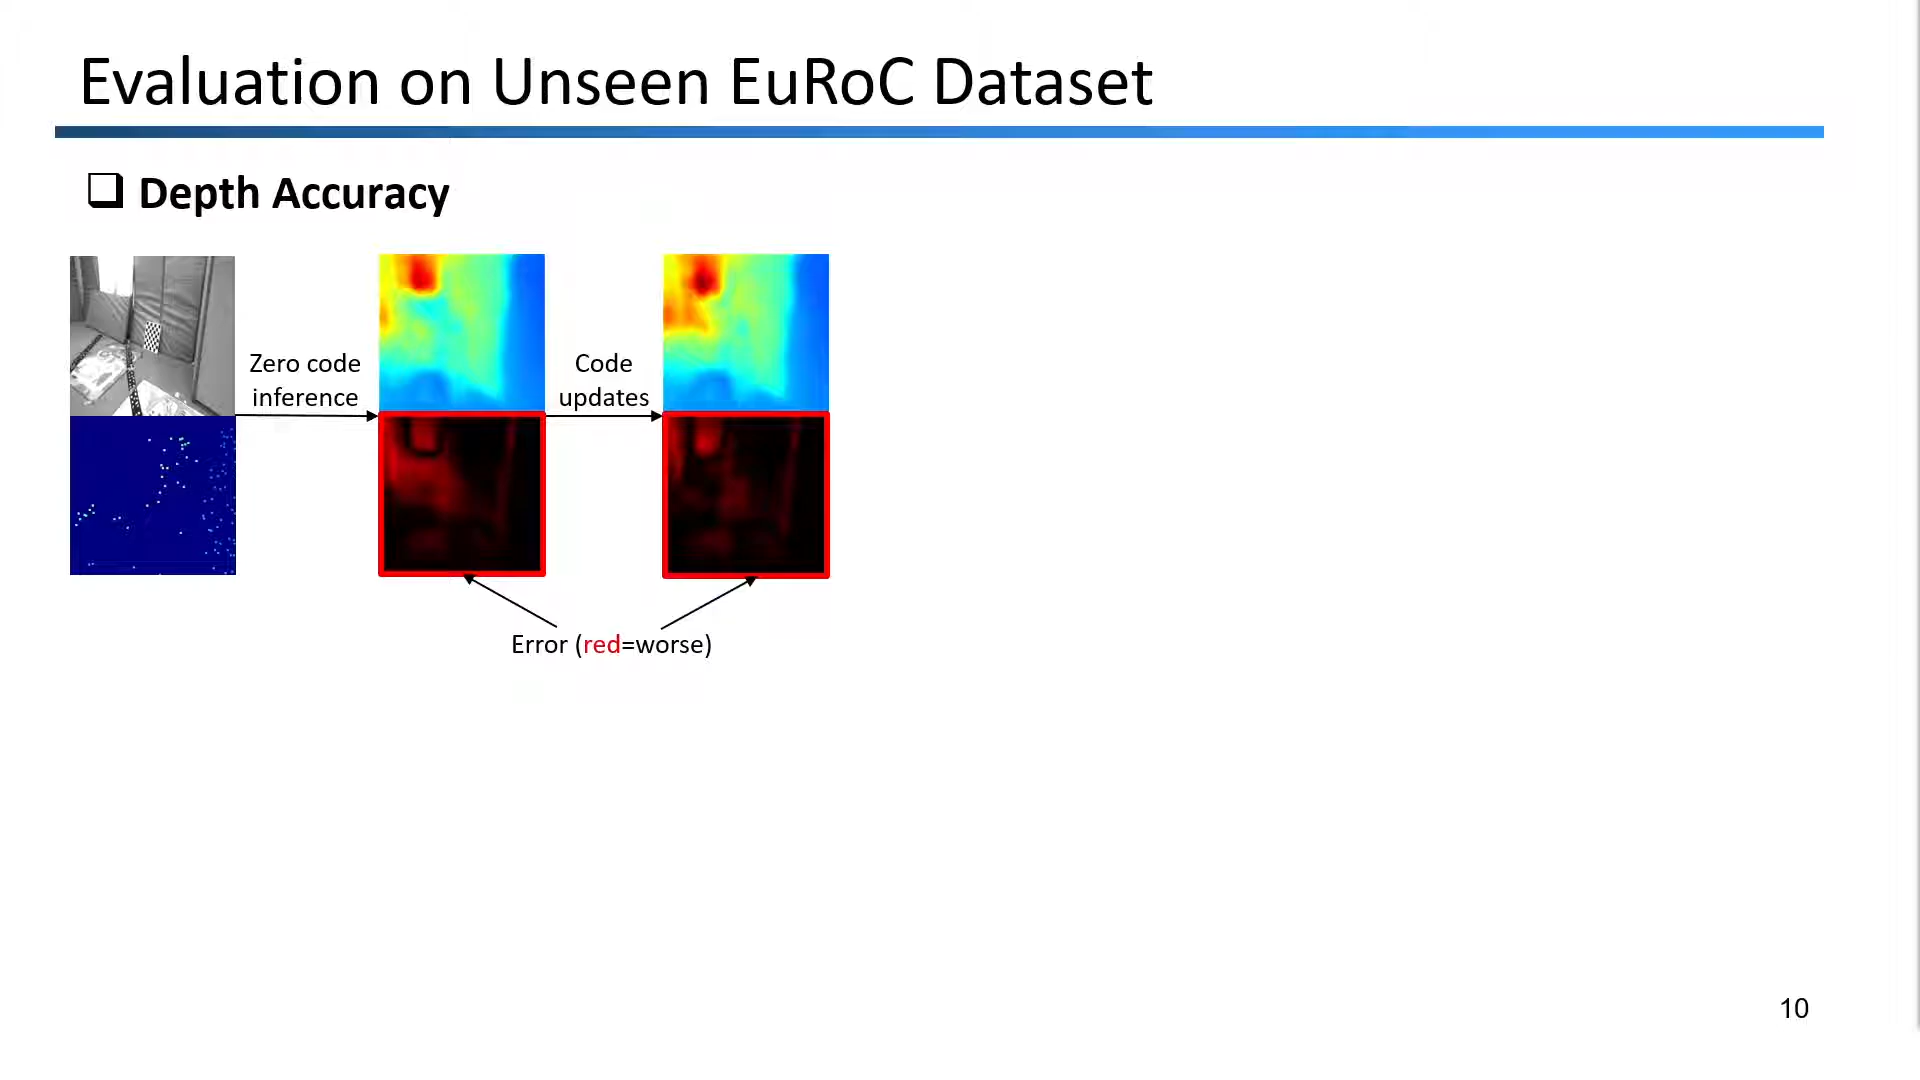 Evaluation on Unseen EuRoC Dataset
Depth Accuracy
Zero code
inference
Code
updates
Error (red=worse)
10